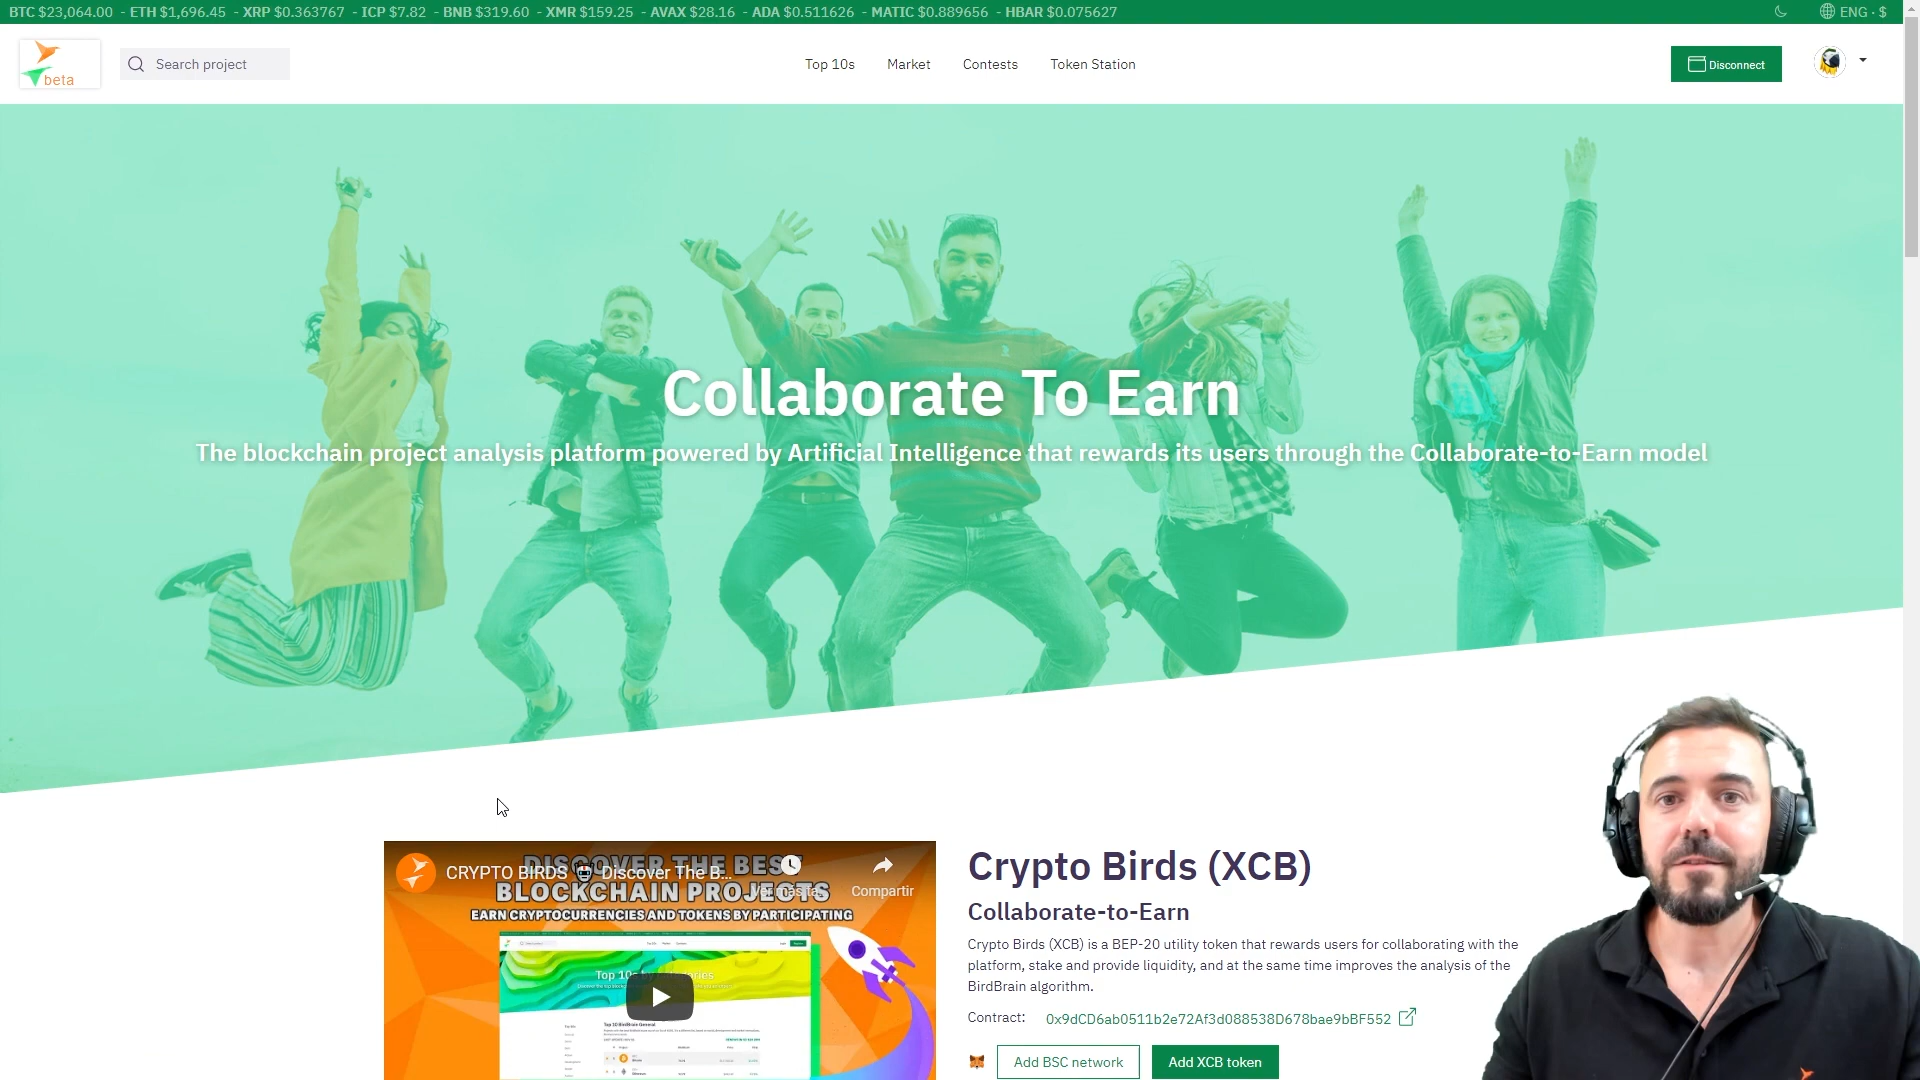 BTC $23,064.00 - ETH $1,696.45 - XRP $0.363767 - ICP $7.82 - BNB $319.60 - XMR $159.25 - AVAX $28.16 - ADA $0.511626 - MATIC $0.889656 - HBAR $0.075627
ENG · $
beta
Search project
Top 10s
Market
Contests
Token Station
Disconnect
Collaborate To Earn
The blockchain project analysis platform powered by Artificial Intelligence that rewards its users through the Collaborate-to-Earn model
CRYPTO BIRDS Discover The B...
Compartir
DISCOVER THE BEST
BLOCKCHAIN PROJECTS
EARN CRYPTOCURRENCIES AND TOKENS BY PARTICIPATING
Crypto Birds (XCB)
Collaborate-to-Earn
Crypto Birds (XCB) is a BEP-20 utility token that rewards users for collaborating with the
platform, stake and provide liquidity, and at the same time improves the analysis of the
BirdBrain algorithm.
Contract: 0x9dCD6ab0511b2e72Af3d088538D678bae9bBF552
Add BSC network
Add XCB token